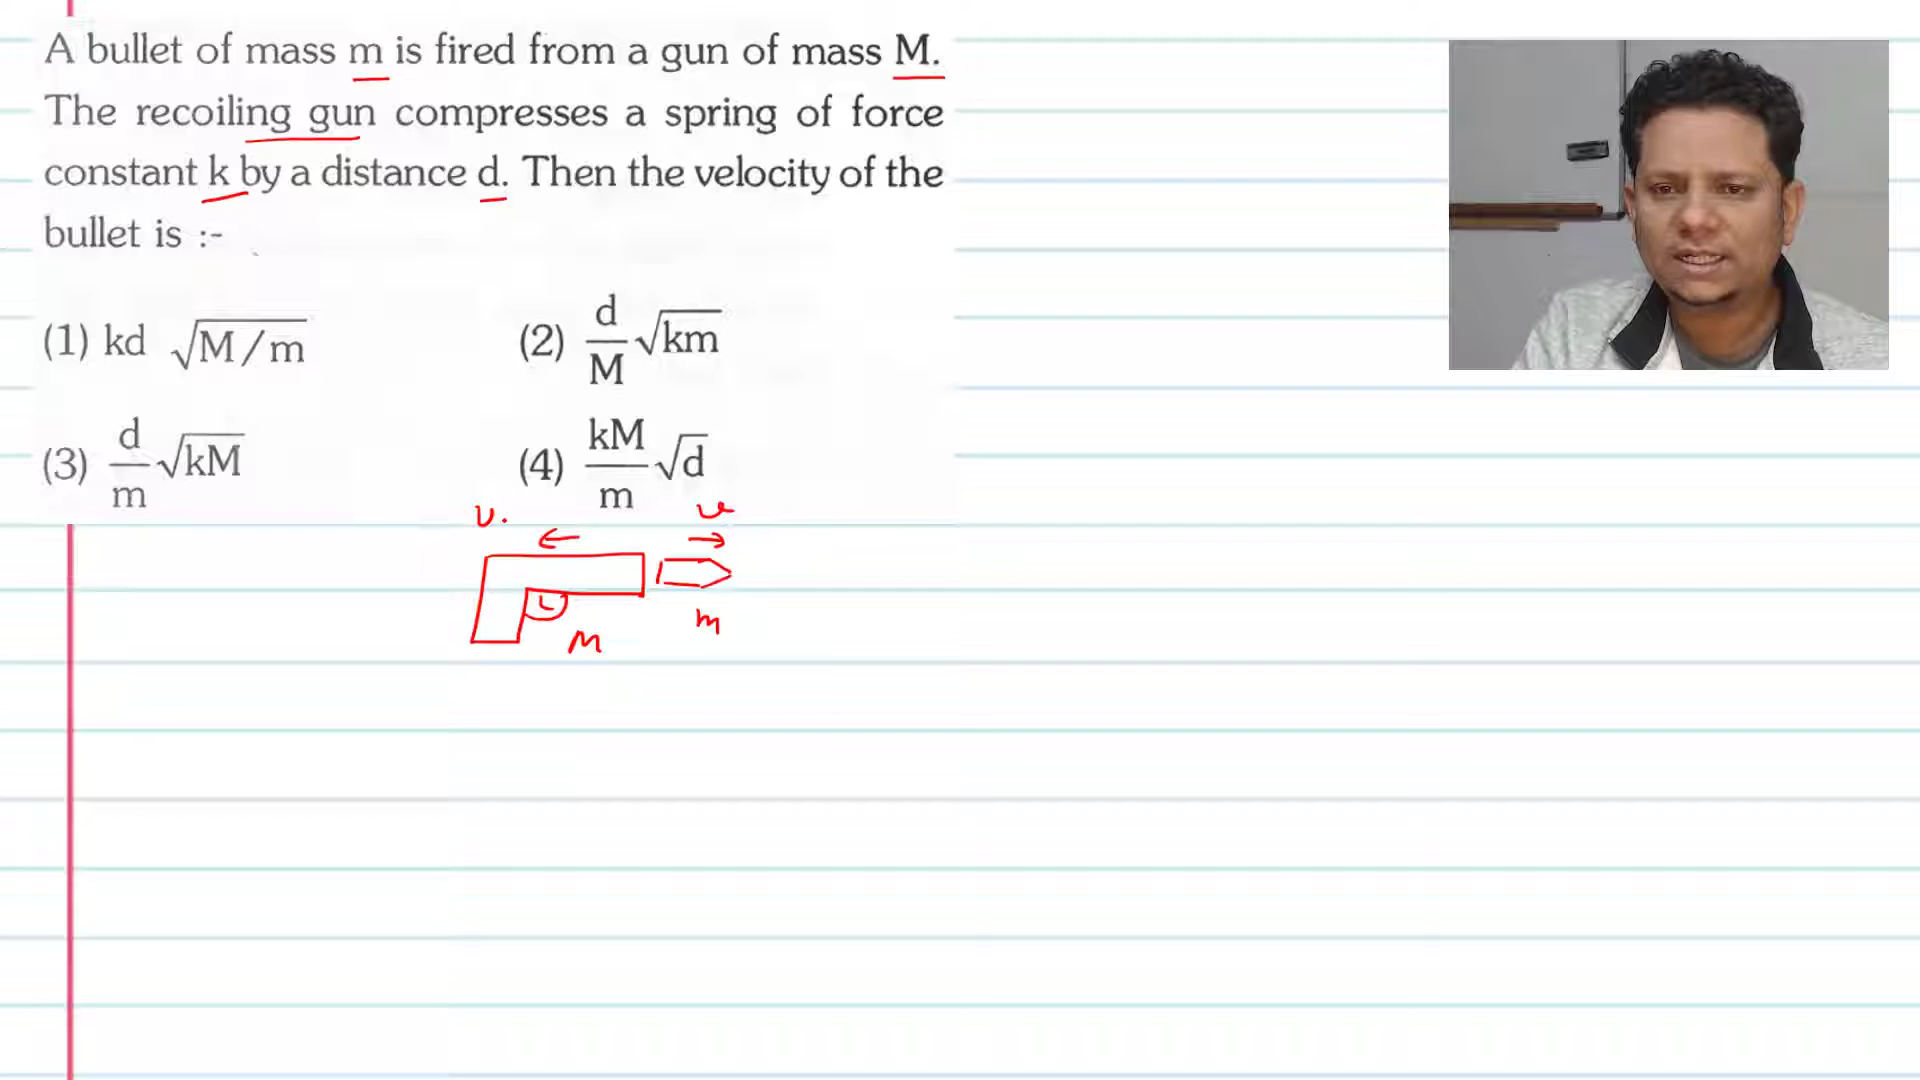 A bullet of mass m is fired from a gun of mass M.
The recoiling gun compresses a spring of force
constant k by a distance d. Then the velocity of the
bullet is :-
(1) kd √M/m
(2) d/M √km
(3) d/m √kM
(4) kM/m √d
v.
v
M
m